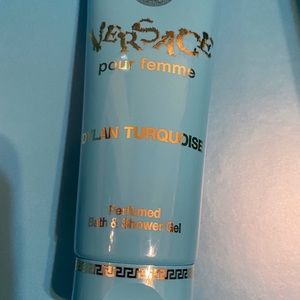 VERSACE
pour femme
DYLAN TURQUOISE
Perfumed
Bath & Shower Gel